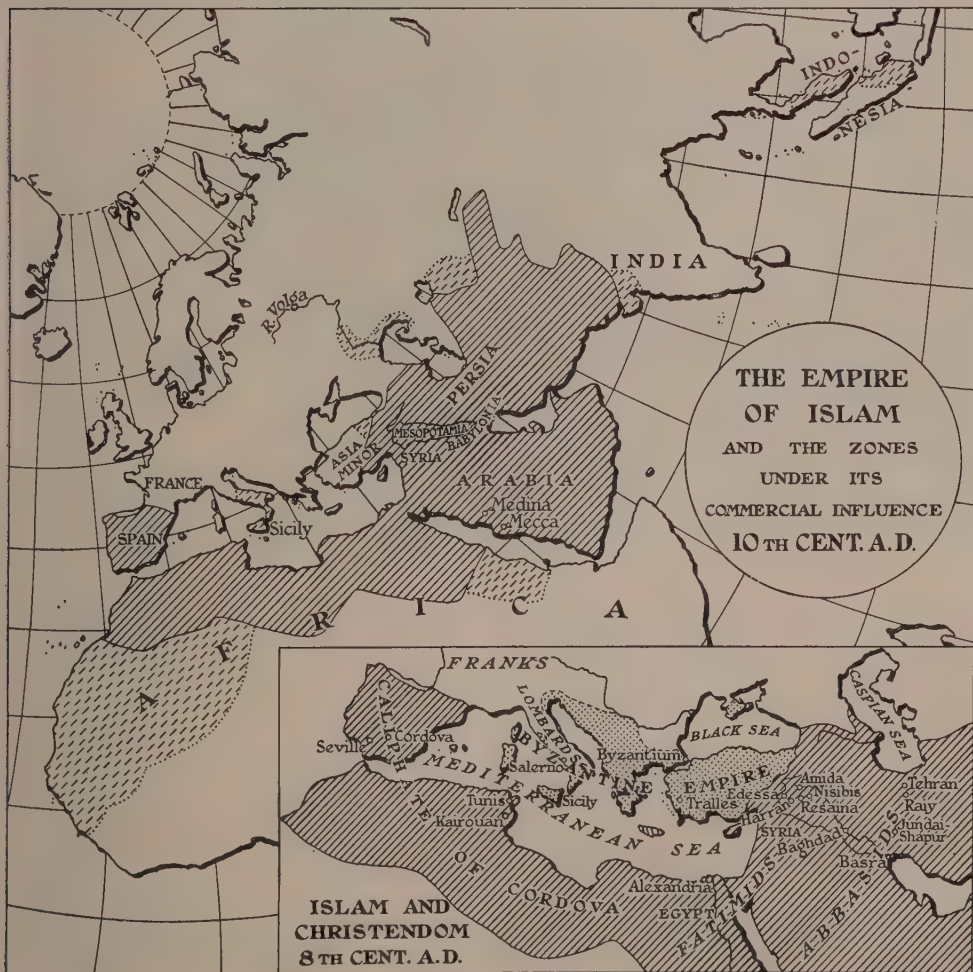 INDO-
NESIA
INDIA
R. Volga
PERSIA
MESOPOTAMIA
BABYLONIA
ASIA
MINOR
SYRIA
ARABIA
Medina
Mecca
FRANCE
SPAIN
Sicily
AFRICA
THE EMPIRE
OF ISLAM
AND THE ZONES
UNDER ITS
COMMERCIAL INFLUENCE
10TH CENT. A.D.
FRANKS
LOMBARDS
CASPIAN SEA
BLACK SEA
CALIPHATE
OF
CORDOVA
Seville
Cordova
MEDITERRANEAN SEA
BYZANTINE
EMPIRE
Byzantium
Salerno
Sicily
Tunis
Kairouan
Tralles
Edessa
Amida
Nisibis
Resaina
Harran
SYRIA
Baghdad
Basra
Tehran
Raiy
Jundai-
Shapur
Alexandria
EGYPT
FATIMIDS
ABBASIDS
ISLAM AND
CHRISTENDOM
8TH CENT. A.D.